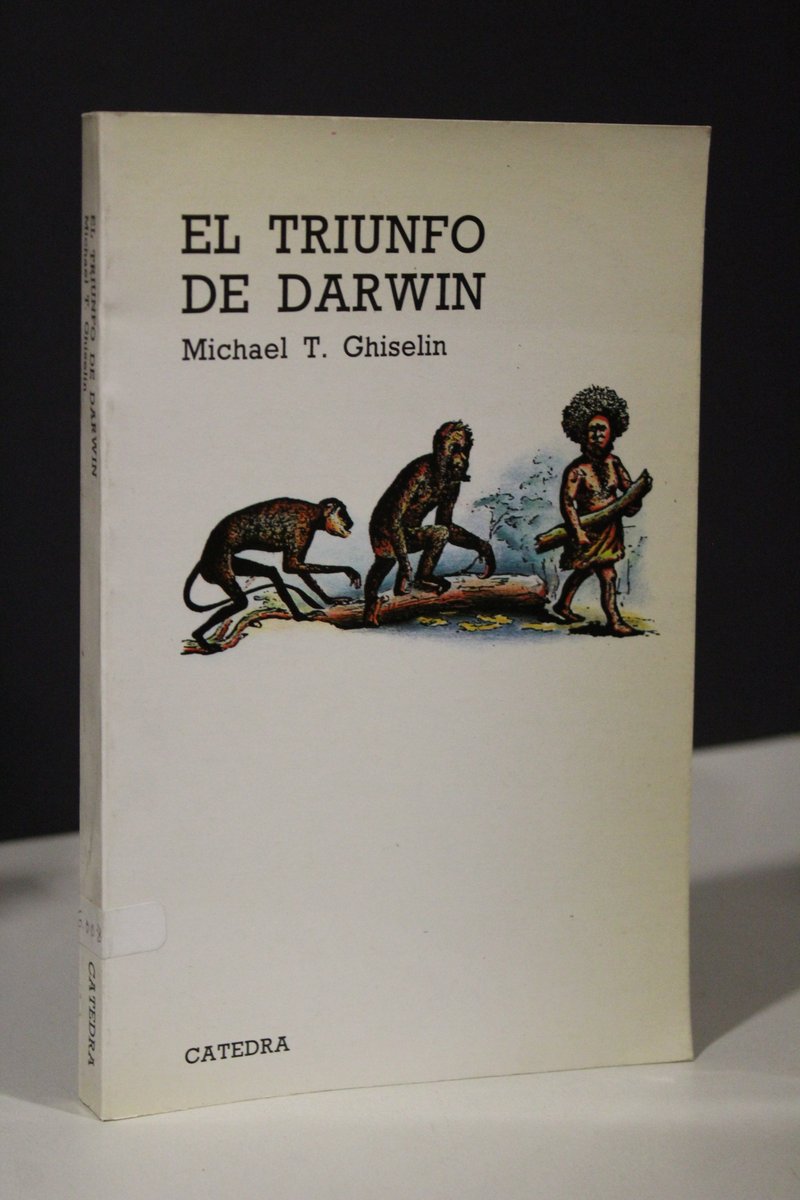 EL TRIUNFO
DE DARWIN
Michael T. Ghiselin
CATEDRA
EL TRIUNFO DE DARWIN
Michael T. Ghiselin
CATEDRA